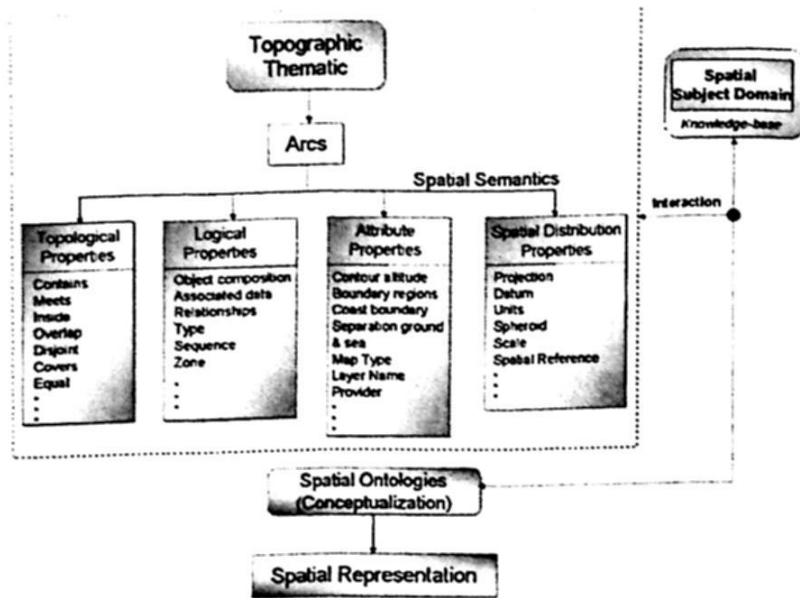 Topographic
Thematic
Arcs
Spatial Semantics
Topological
Properties
Contains
Meets
Inside
Overlap
Disjoint
Covers
Equal
Logical
Properties
Object composition
Associated data
Relationships
Type
Sequence
Zone
Attribute
Properties
Contour altitude
Boundary regions
Coast boundary
Separation ground
& sea
Map Type
Layer Name
Provider
Spatial Distribution
Properties
Projection
Datum
Units
Spheroid
Scale
Spatial Reference
Spatial
Subject Domain
Knowledge-base
Interaction
Spatial Ontologies
(Conceptualization)
Spatial Representation